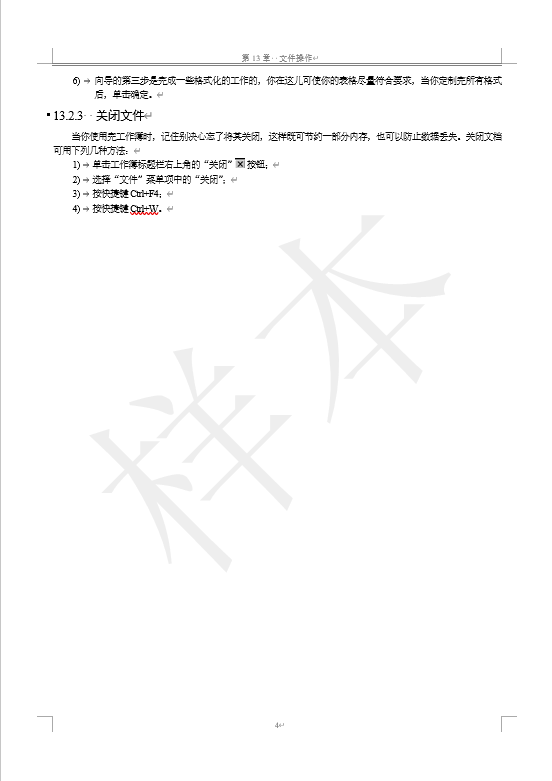 第 13 章 文件操作
6) 向导的第三步是完成一些格式化的工作的，你在这儿可使你的表格尽量符合要求，当你定制完所有格式
后，单击确定。
13.2.3 关闭文件
当你使用完工作簿时，记住别决心忘了将其关闭，这样既可节约一部分内存，也可以防止数据丢失。关闭文档
可用下列几种方法：
1) 单击工作簿标题栏右上角的“关闭”按钮；
2) 选择“文件”菜单项中的“关闭”；
3) 按快捷键 Ctrl+F4；
4) 按快捷键 Ctrl+W。
样本
4